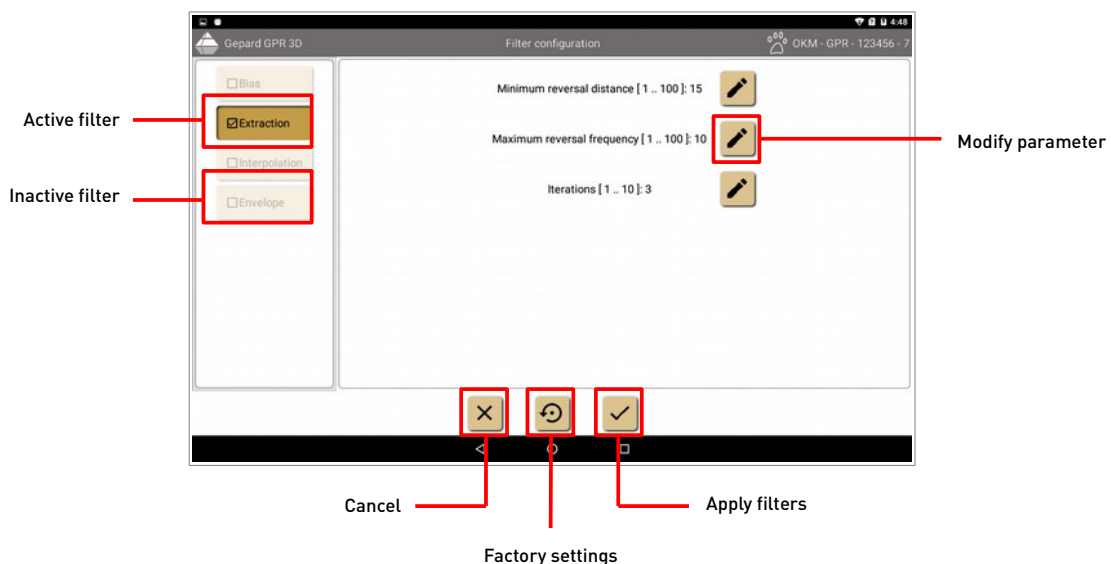 4:48
Gepard GPR 3D
Filter configuration
OKM - GPR - 123456 - 7
Bias
Minimum reversal distance [ 1 .. 100 ]: 15
Active filter
Extraction
Maximum reversal frequency [ 1 .. 100 ]: 10
Modify parameter
Interpolation
Inactive filter
Envelope
Iterations [ 1 .. 10 ]: 3
Cancel
Apply filters
Factory settings